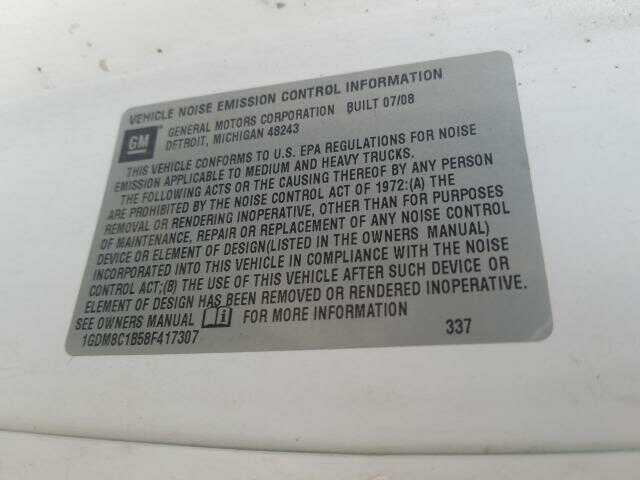 VEHICLE NOISE EMISSION CONTROL INFORMATION
GM
GENERAL MOTORS CORPORATION BUILT 07/08
DETROIT, MICHIGAN 48243
THIS VEHICLE CONFORMS TO U.S. EPA REGULATIONS FOR NOISE
EMISSION APPLICABLE TO MEDIUM AND HEAVY TRUCKS.
THE FOLLOWING ACTS OR THE CAUSING THEREOF BY ANY PERSON
ARE PROHIBITED BY THE NOISE CONTROL ACT OF 1972:(A) THE
REMOVAL OR RENDERING INOPERATIVE, OTHER THAN FOR PURPOSES
OF MAINTENANCE, REPAIR OR REPLACEMENT OF ANY NOISE CONTROL
DEVICE OR ELEMENT OF DESIGN(LISTED IN THE OWNERS MANUAL)
INCORPORATED INTO THIS VEHICLE IN COMPLIANCE WITH THE NOISE
CONTROL ACT;(B) THE USE OF THIS VEHICLE AFTER SUCH DEVICE OR
ELEMENT OF DESIGN HAS BEEN REMOVED OR RENDERED INOPERATIVE.
SEE OWNERS MANUAL FOR MORE INFORMATION
1GDM8C1B58F417307 337